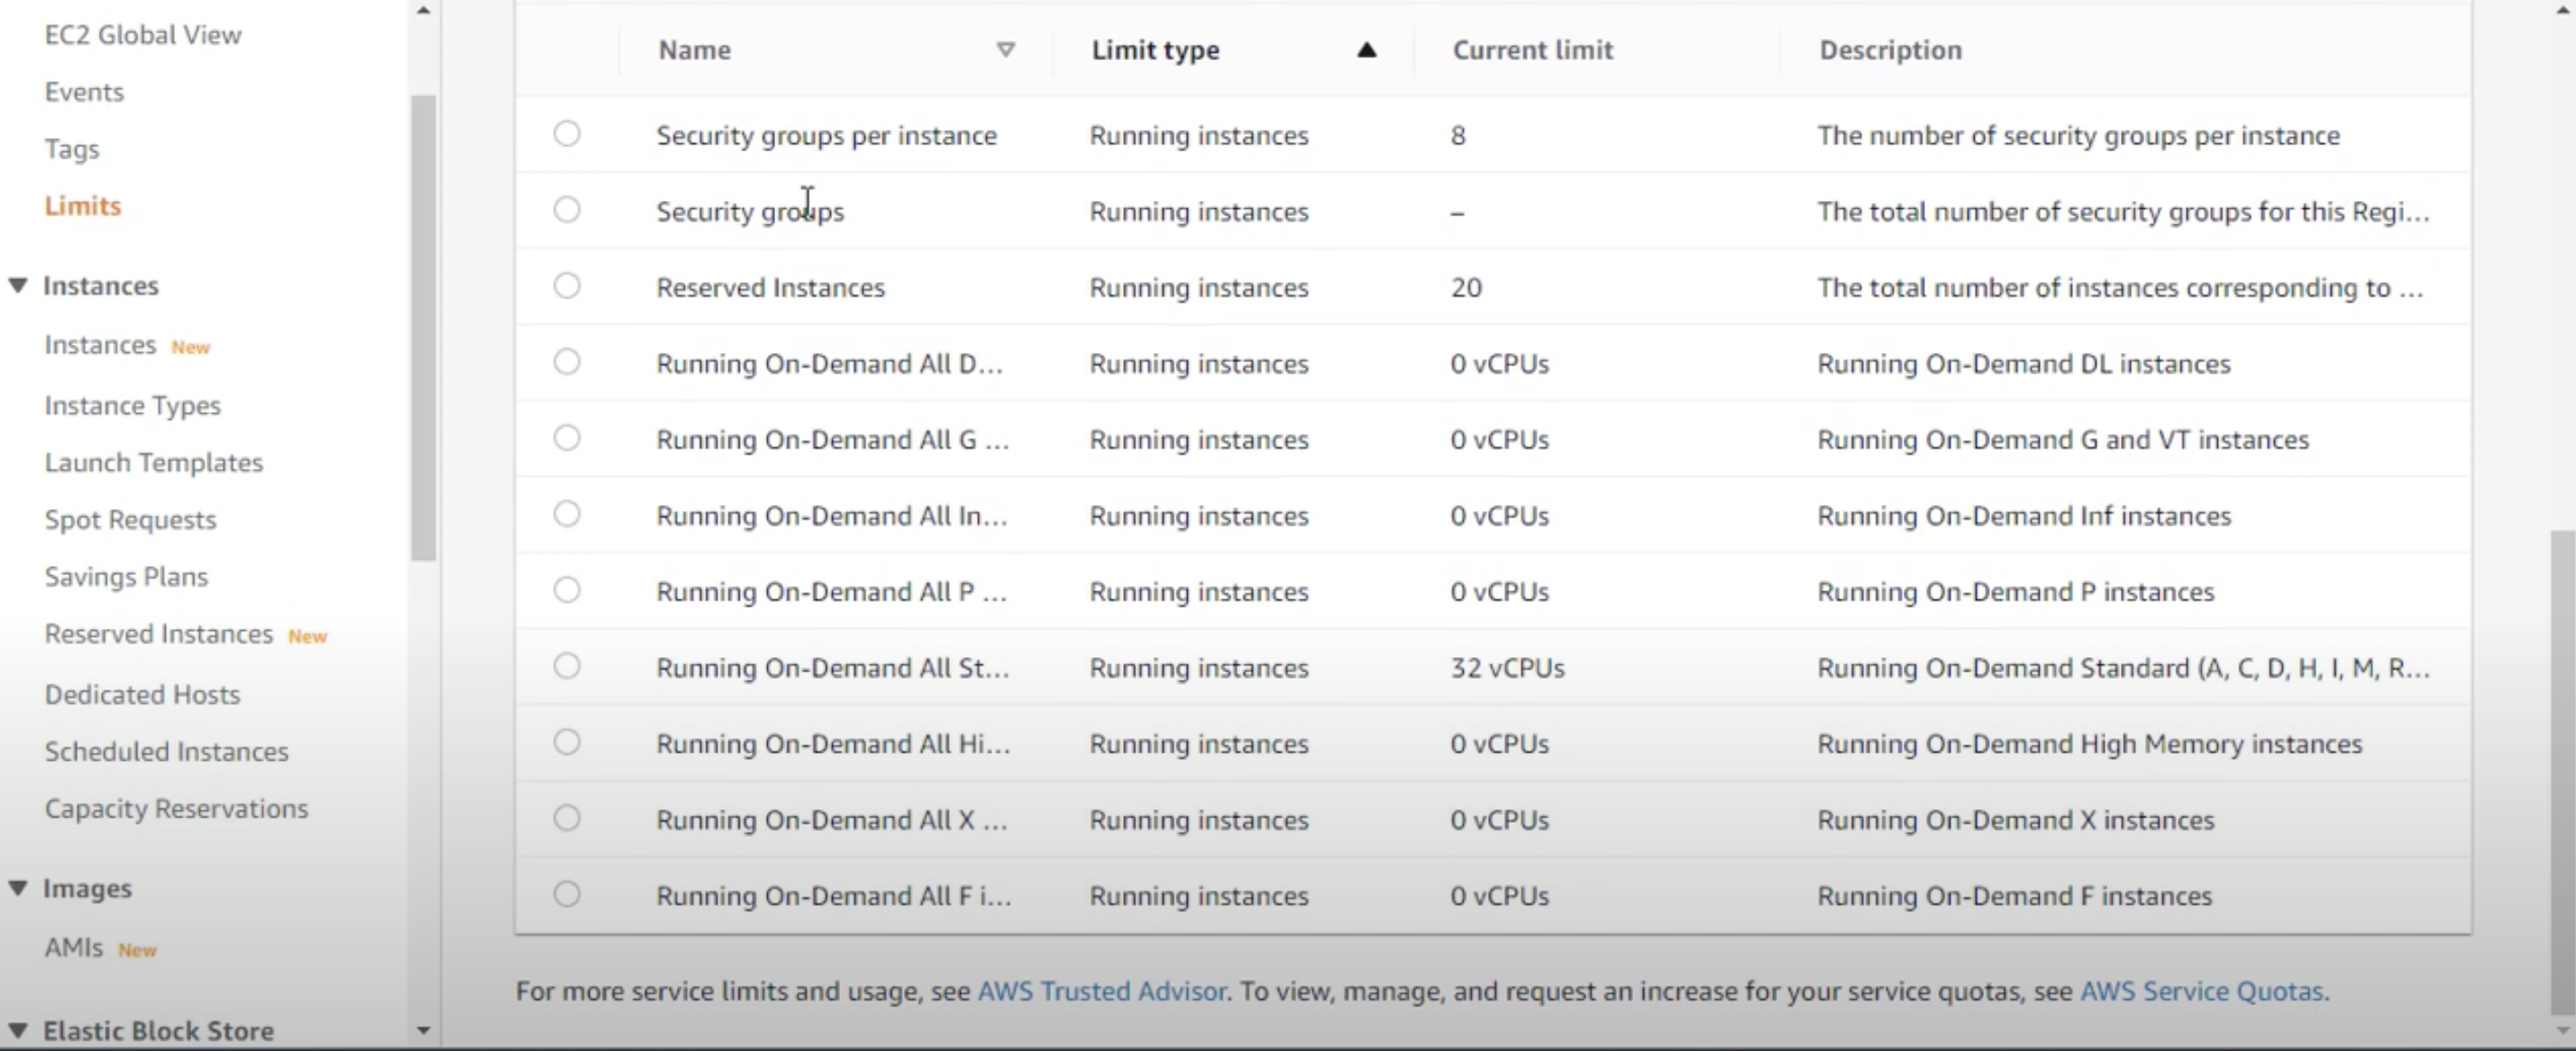 EC2 Global View
Events
Tags
Limits
Instances
Instances New
Instance Types
Launch Templates
Spot Requests
Savings Plans
Reserved Instances New
Dedicated Hosts
Scheduled Instances
Capacity Reservations
Images
AMIs New
Elastic Block Store
Name Limit type Current limit Description
Security groups per instance Running instances 8 The number of security groups per instance
Security groups Running instances – The total number of security groups for this Regi...
Reserved Instances Running instances 20 The total number of instances corresponding to ...
Running On-Demand All D... Running instances 0 vCPUs Running On-Demand DL instances
Running On-Demand All G ... Running instances 0 vCPUs Running On-Demand G and VT instances
Running On-Demand All In... Running instances 0 vCPUs Running On-Demand Inf instances
Running On-Demand All P ... Running instances 0 vCPUs Running On-Demand P instances
Running On-Demand All St... Running instances 32 vCPUs Running On-Demand Standard (A, C, D, H, I, M, R...
Running On-Demand All Hi... Running instances 0 vCPUs Running On-Demand High Memory instances
Running On-Demand All X ... Running instances 0 vCPUs Running On-Demand X instances
Running On-Demand All F i... Running instances 0 vCPUs Running On-Demand F instances
For more service limits and usage, see AWS Trusted Advisor. To view, manage, and request an increase for your service quotas, see AWS Service Quotas.